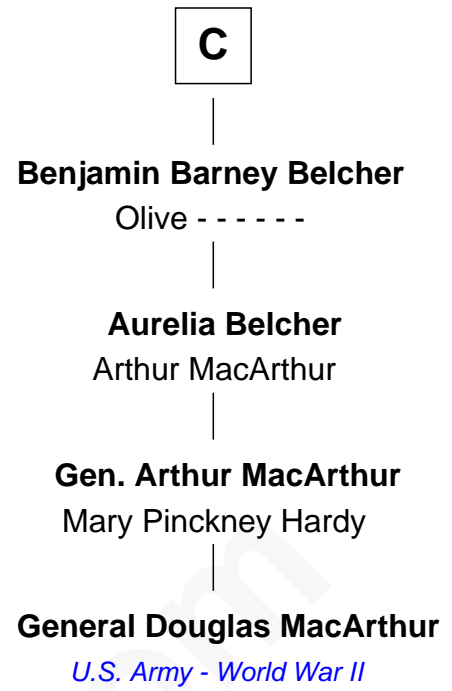 C
Benjamin Barney Belcher
Olive - - - - - -
Aurelia Belcher
Arthur MacArthur
Gen. Arthur MacArthur
Mary Pinckney Hardy
General Douglas MacArthur
U.S. Army - World War II